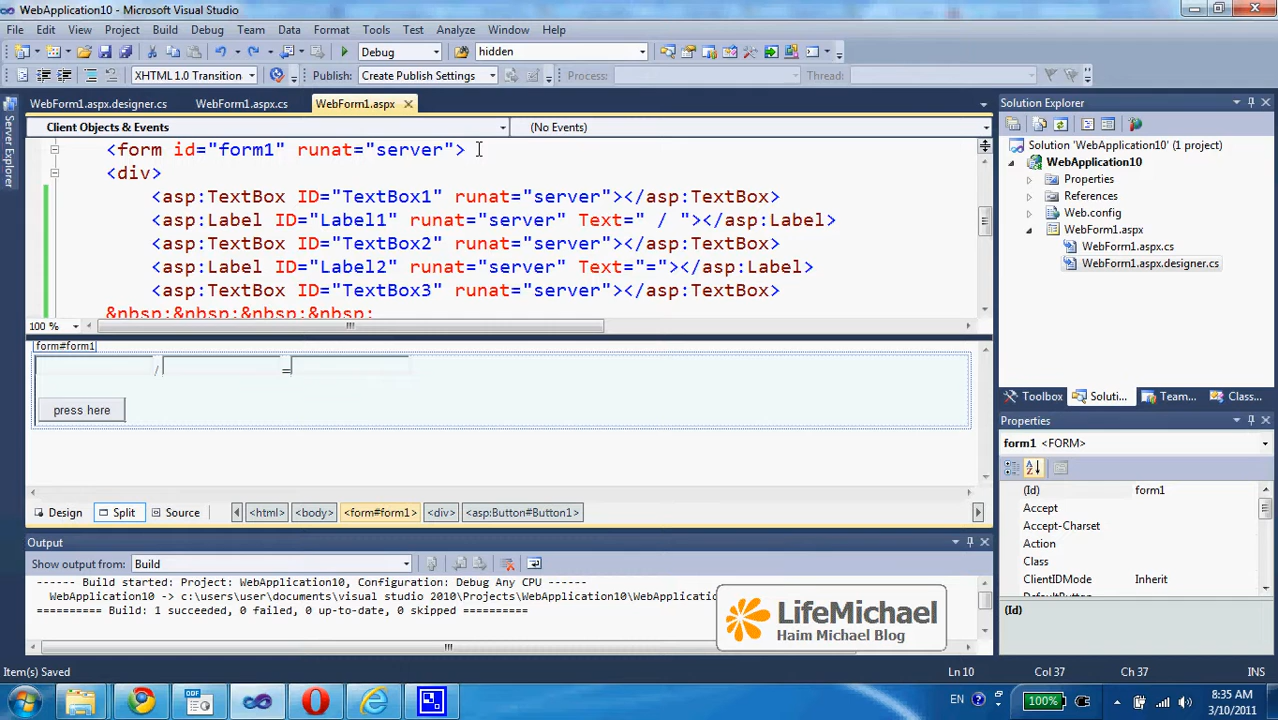 WebApplication10 - Microsoft Visual Studio
File Edit View Project Build Debug Team Data Format Tools Test Analyze Window Help
Debug hidden
XHTML 1.0 Transition Publish: Create Publish Settings Process: Thread:
WebForm1.aspx.designer.cs WebForm1.aspx.cs WebForm1.aspx
Client Objects & Events (No Events)
<form id="form1" runat="server">
<div>
<asp:TextBox ID="TextBox1" runat="server"></asp:TextBox>
<asp:Label ID="Label1" runat="server" Text=" / "></asp:Label>
<asp:TextBox ID="TextBox2" runat="server"></asp:TextBox>
<asp:Label ID="Label2" runat="server" Text="="></asp:Label>
<asp:TextBox ID="TextBox3" runat="server"></asp:TextBox>
&nbsp;&nbsp;&nbsp;&nbsp;
100 %
form#form1
/ =
press here
Design Split Source <html> <body> <form#form1> <div> <asp:Button#Button1>
Output
Show output from: Build
------ Build started: Project: WebApplication10, Configuration: Debug Any CPU ------
WebApplication10 -> c:\users\user\documents\visual studio 2010\Projects\WebApplication10\WebApplicatio
========== Build: 1 succeeded, 0 failed, 0 up-to-date, 0 skipped ==========
LifeMichael
Haim Michael Blog
Server Explorer
Solution Explorer
Solution 'WebApplication10' (1 project)
WebApplication10
Properties
References
Web.config
WebForm1.aspx
WebForm1.aspx.cs
WebForm1.aspx.designer.cs
Toolbox Soluti... Team... Class...
Properties
form1 <FORM>
(Id) form1
Accept
Accept-Charset
Action
Class
ClientIDMode Inherit
(Id)
Item(s) Saved Ln 10 Col 37 Ch 37 INS
EN 100% 8:35 AM
3/10/2011